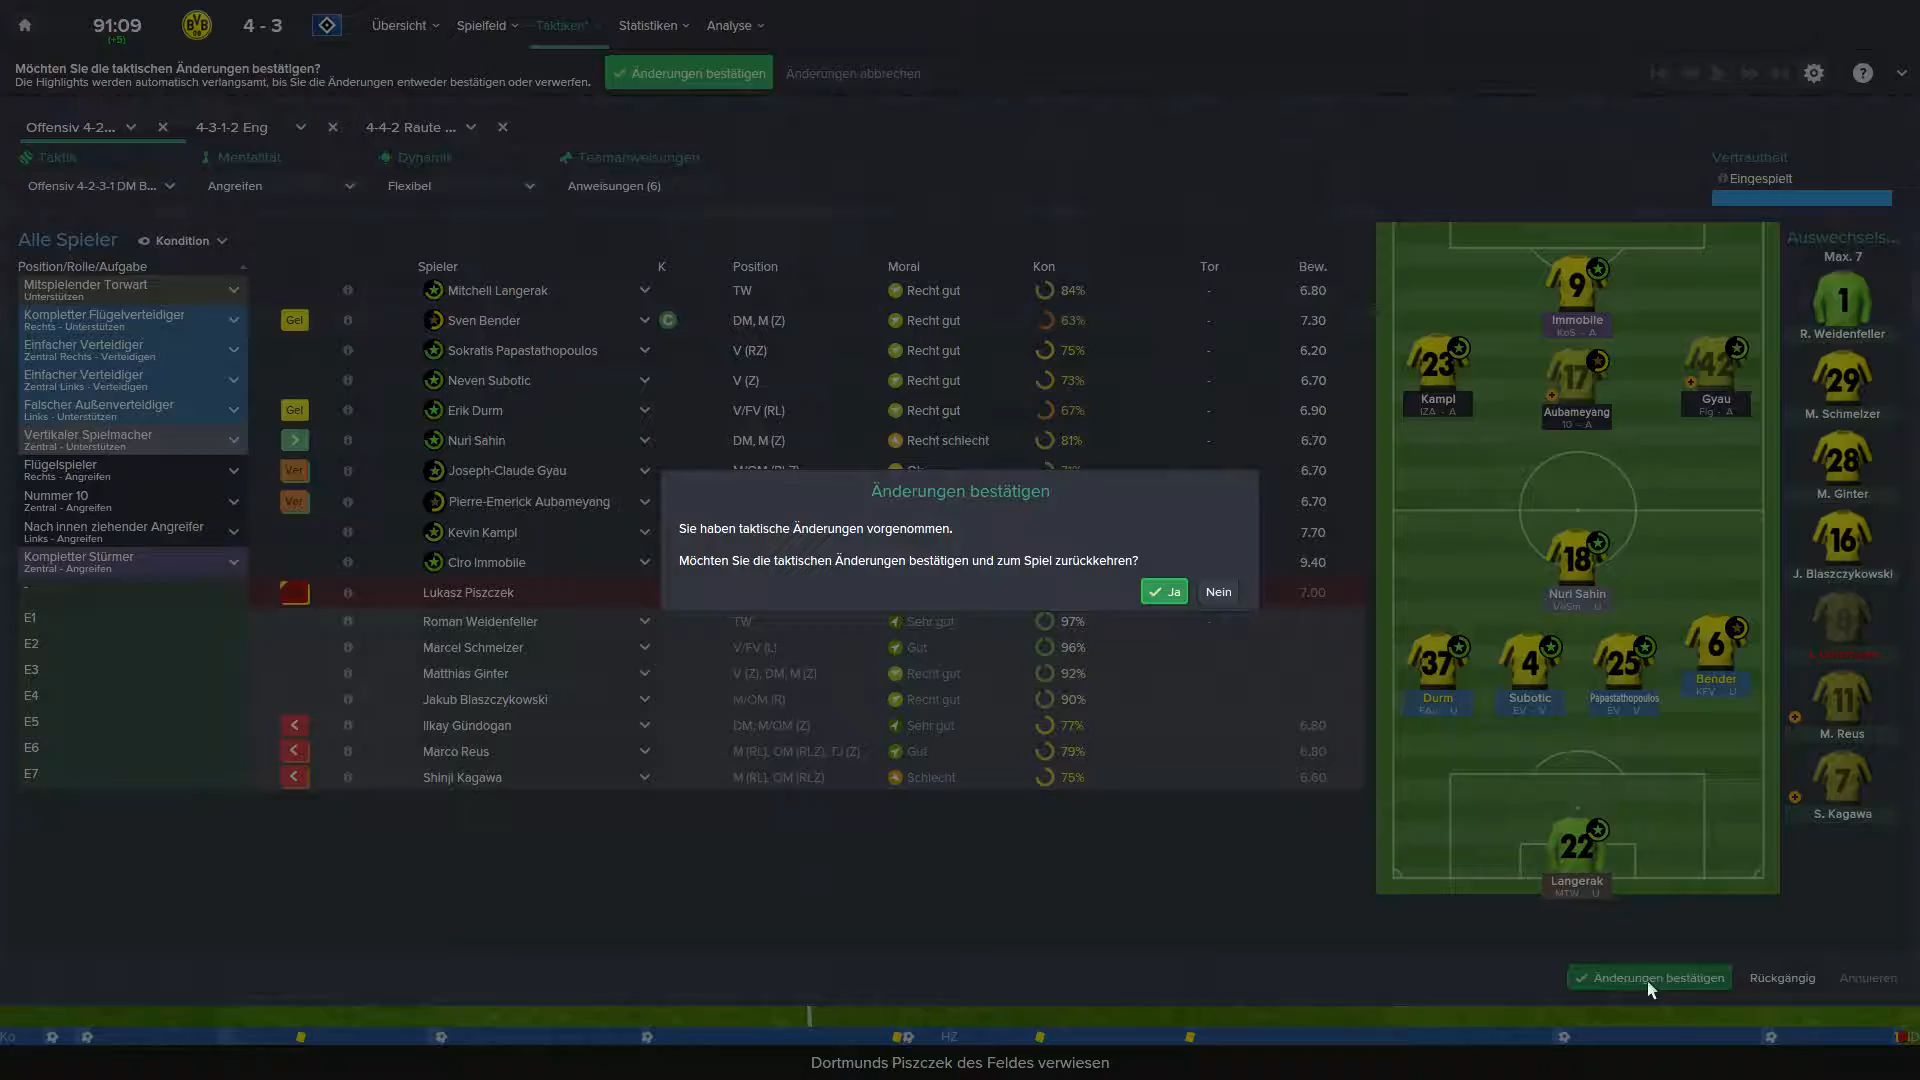 91:09
(+5)
4 - 3
Übersicht
Spielfeld
Taktiken*
Statistiken
Analyse
Möchten Sie die taktischen Änderungen bestätigen?
Die Highlights werden automatisch verlangsamt, bis Sie die Änderungen entweder bestätigen oder verwerfen.
Änderungen bestätigen
Änderungen abbrechen
Offensiv 4-2...
4-3-1-2 Eng
4-4-2 Raute ...
Taktik
Mentalität
Dynamik
Teamanweisungen
Vertrautheit
Offensiv 4-2-3-1 DM B...
Angreifen
Flexibel
Anweisungen (6)
Eingespielt
Alle Spieler
Kondition
Position/Rolle/Aufgabe
Spieler
K
Position
Moral
Kon
Tor
Bew.
Mitspielender Torwart
Unterstützen
Mitchell Langerak
TW
Recht gut
84%
-
6.80
Kompletter Flügelverteidiger
Rechts - Unterstützen
Gel
Sven Bender
C
DM, M (Z)
Recht gut
63%
-
7.30
Einfacher Verteidiger
Zentral Rechts - Verteidigen
Sokratis Papastathopoulos
V (RZ)
Recht gut
75%
-
6.20
Einfacher Verteidiger
Zentral Links - Verteidigen
Neven Subotic
V (Z)
Recht gut
73%
-
6.70
Falscher Außenverteidiger
Links - Unterstützen
Gel
Erik Durm
V/FV (RL)
Recht gut
67%
-
6.90
Vertikaler Spielmacher
Zentral - Unterstützen
Nuri Sahin
DM, M (Z)
Recht schlecht
81%
-
6.70
Flügelspieler
Rechts - Angreifen
Ver
Joseph-Claude Gyau
6.70
Nummer 10
Zentral - Angreifen
Ver
Pierre-Emerick Aubameyang
6.70
Nach innen ziehender Angreifer
Links - Angreifen
Kevin Kampl
7.70
Kompletter Stürmer
Zentral - Angreifen
Ciro Immobile
9.40
-
Lukasz Piszczek
7.00
E1
Roman Weidenfeller
TW
Sehr gut
97%
-
E2
Marcel Schmelzer
V/FV (L)
Gut
96%
E3
Matthias Ginter
V (Z), DM, M (Z)
Recht gut
92%
E4
Jakub Blaszczykowski
M/OM (R)
Recht gut
90%
E5
Ilkay Gündogan
DM, M/OM (Z)
Sehr gut
77%
6.80
E6
Marco Reus
M (RL), OM (RLZ), TJ (Z)
Gut
79%
6.80
E7
Shinji Kagawa
M (RL), OM (RLZ)
Schlecht
75%
6.60
Änderungen bestätigen
Sie haben taktische Änderungen vorgenommen.
Möchten Sie die taktischen Änderungen bestätigen und zum Spiel zurückkehren?
Ja
Nein
9
Immobile
KoS - A
23
Kampl
IZA - A
17
Aubameyang
10 - A
42
Gyau
Flg - A
18
Nuri Sahin
37
Durm
4
Subotic
EV - V
25
Papastathopoulos
EV - V
6
Bender
22
Langerak
MTW - U
Auswechsels...
Max. 7
1
R. Weidenfeller
29
M. Schmelzer
28
M. Ginter
16
J. Blaszczykowski
8
11
M. Reus
7
S. Kagawa
Änderungen bestätigen
Rückgängig
Annullieren
HZ
Dortmunds Piszczek des Feldes verwiesen